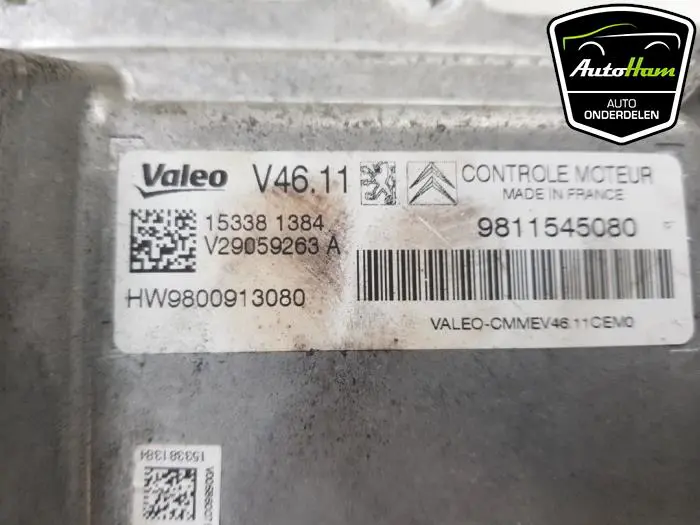 AutoHam
AUTO
ONDERDELEN
Valeo V46.11 CONTROLE MOTEUR
MADE IN FRANCE
15338 1384
V29059263 A
9811545080
HW9800913080
VALEO-CMMEV46.11CEM0
153381384